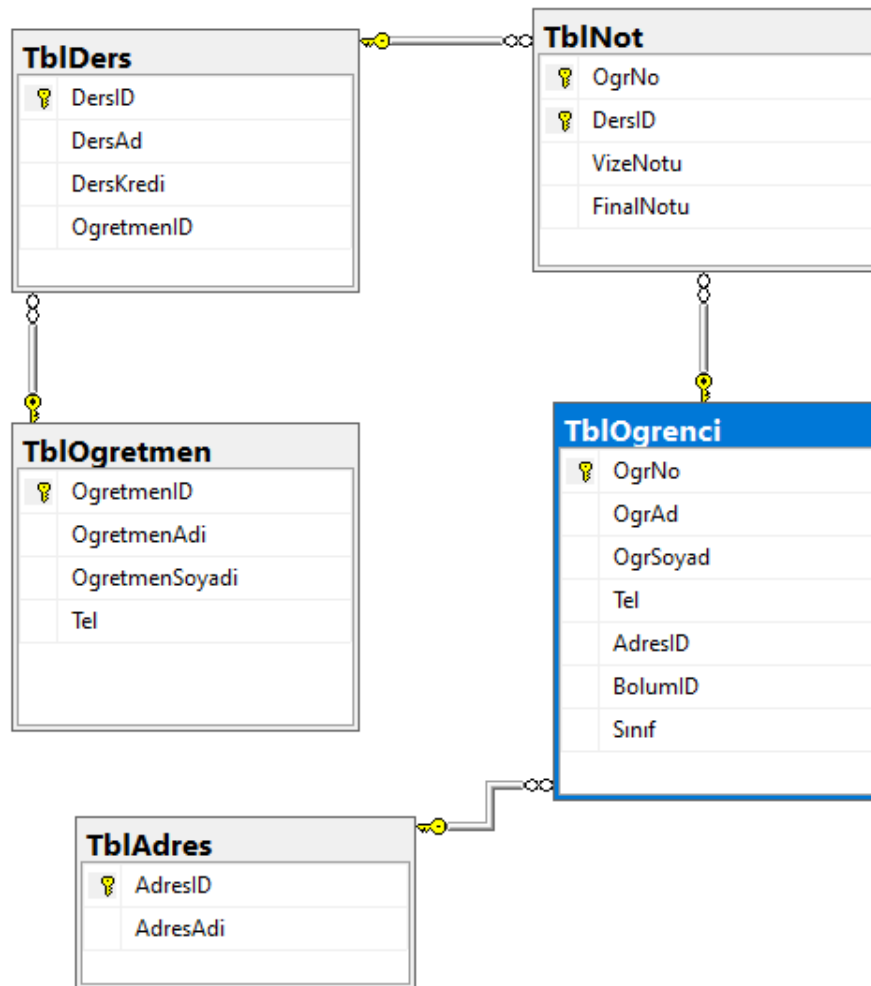 TblDers
DersID
DersAd
DersKredi
OgretmenID
TblNot
OgrNo
DersID
VizeNotu
FinalNotu
TblOgretmen
OgretmenID
OgretmenAdi
OgretmenSoyadi
Tel
TblOgrenci
OgrNo
OgrAd
OgrSoyad
Tel
AdresID
BolumID
Sınıf
TblAdres
AdresID
AdresAdi